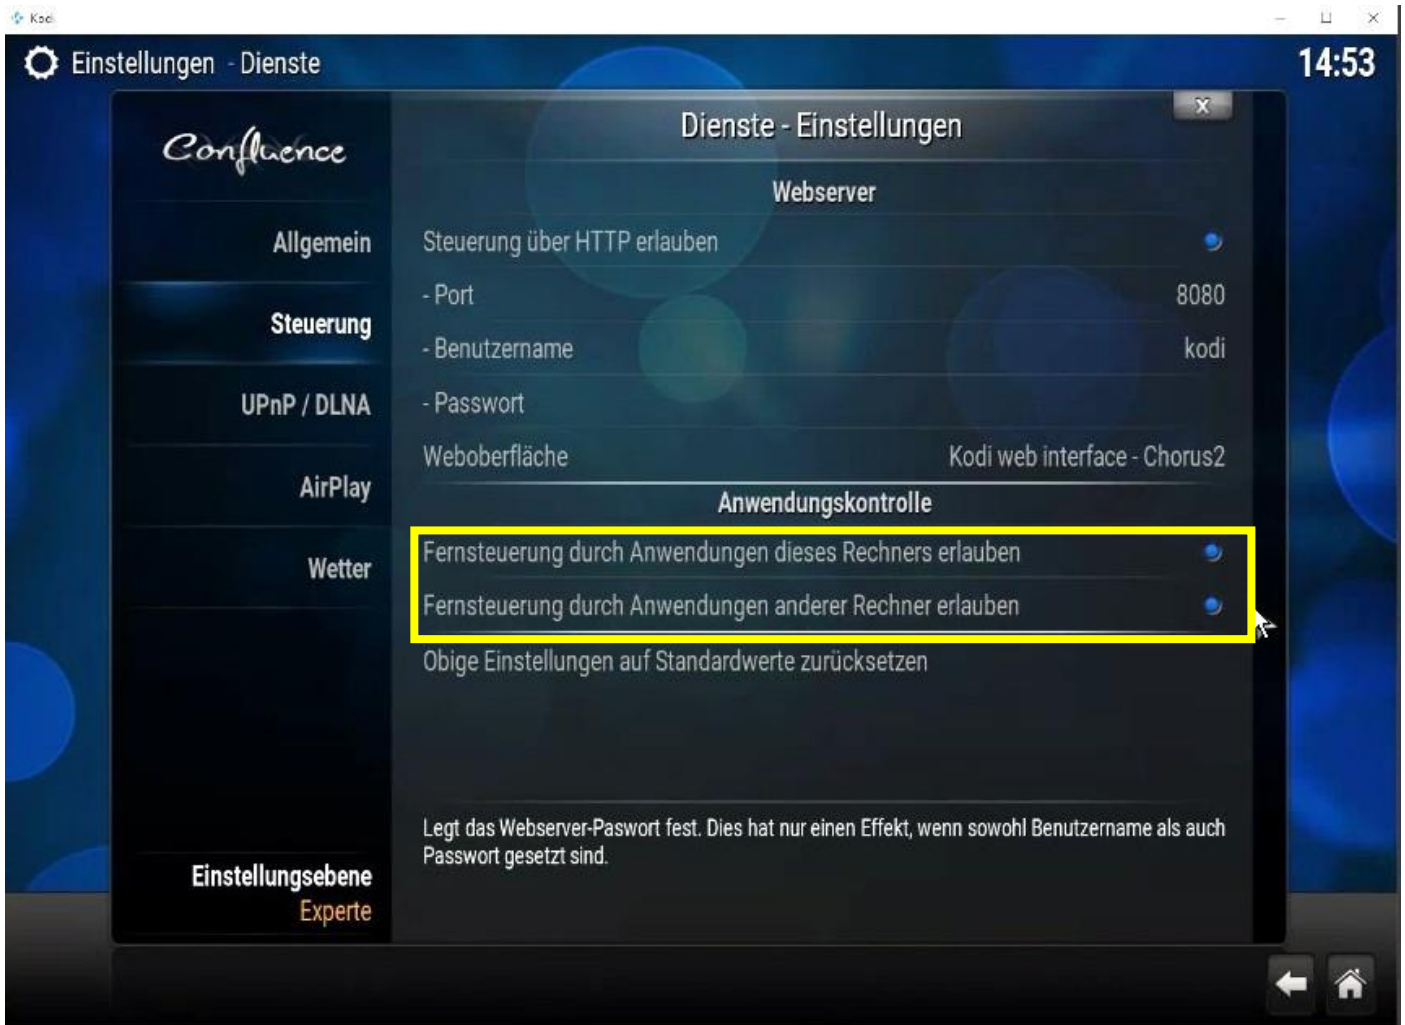 Kodi
Einstellungen - Dienste
14:53
Confluence
Dienste - Einstellungen
X
Webserver
Allgemein
Steuerung über HTTP erlauben
- Port 8080
Steuerung
- Benutzername kodi
UPnP / DLNA
- Passwort
Weboberfläche Kodi web interface - Chorus2
AirPlay
Anwendungskontrolle
Fernsteuerung durch Anwendungen dieses Rechners erlauben
Wetter
Fernsteuerung durch Anwendungen anderer Rechner erlauben
Obige Einstellungen auf Standardwerte zurücksetzen
Legt das Webserver-Paswort fest. Dies hat nur einen Effekt, wenn sowohl Benutzername als auch
Passwort gesetzt sind.
Einstellungsebene
Experte